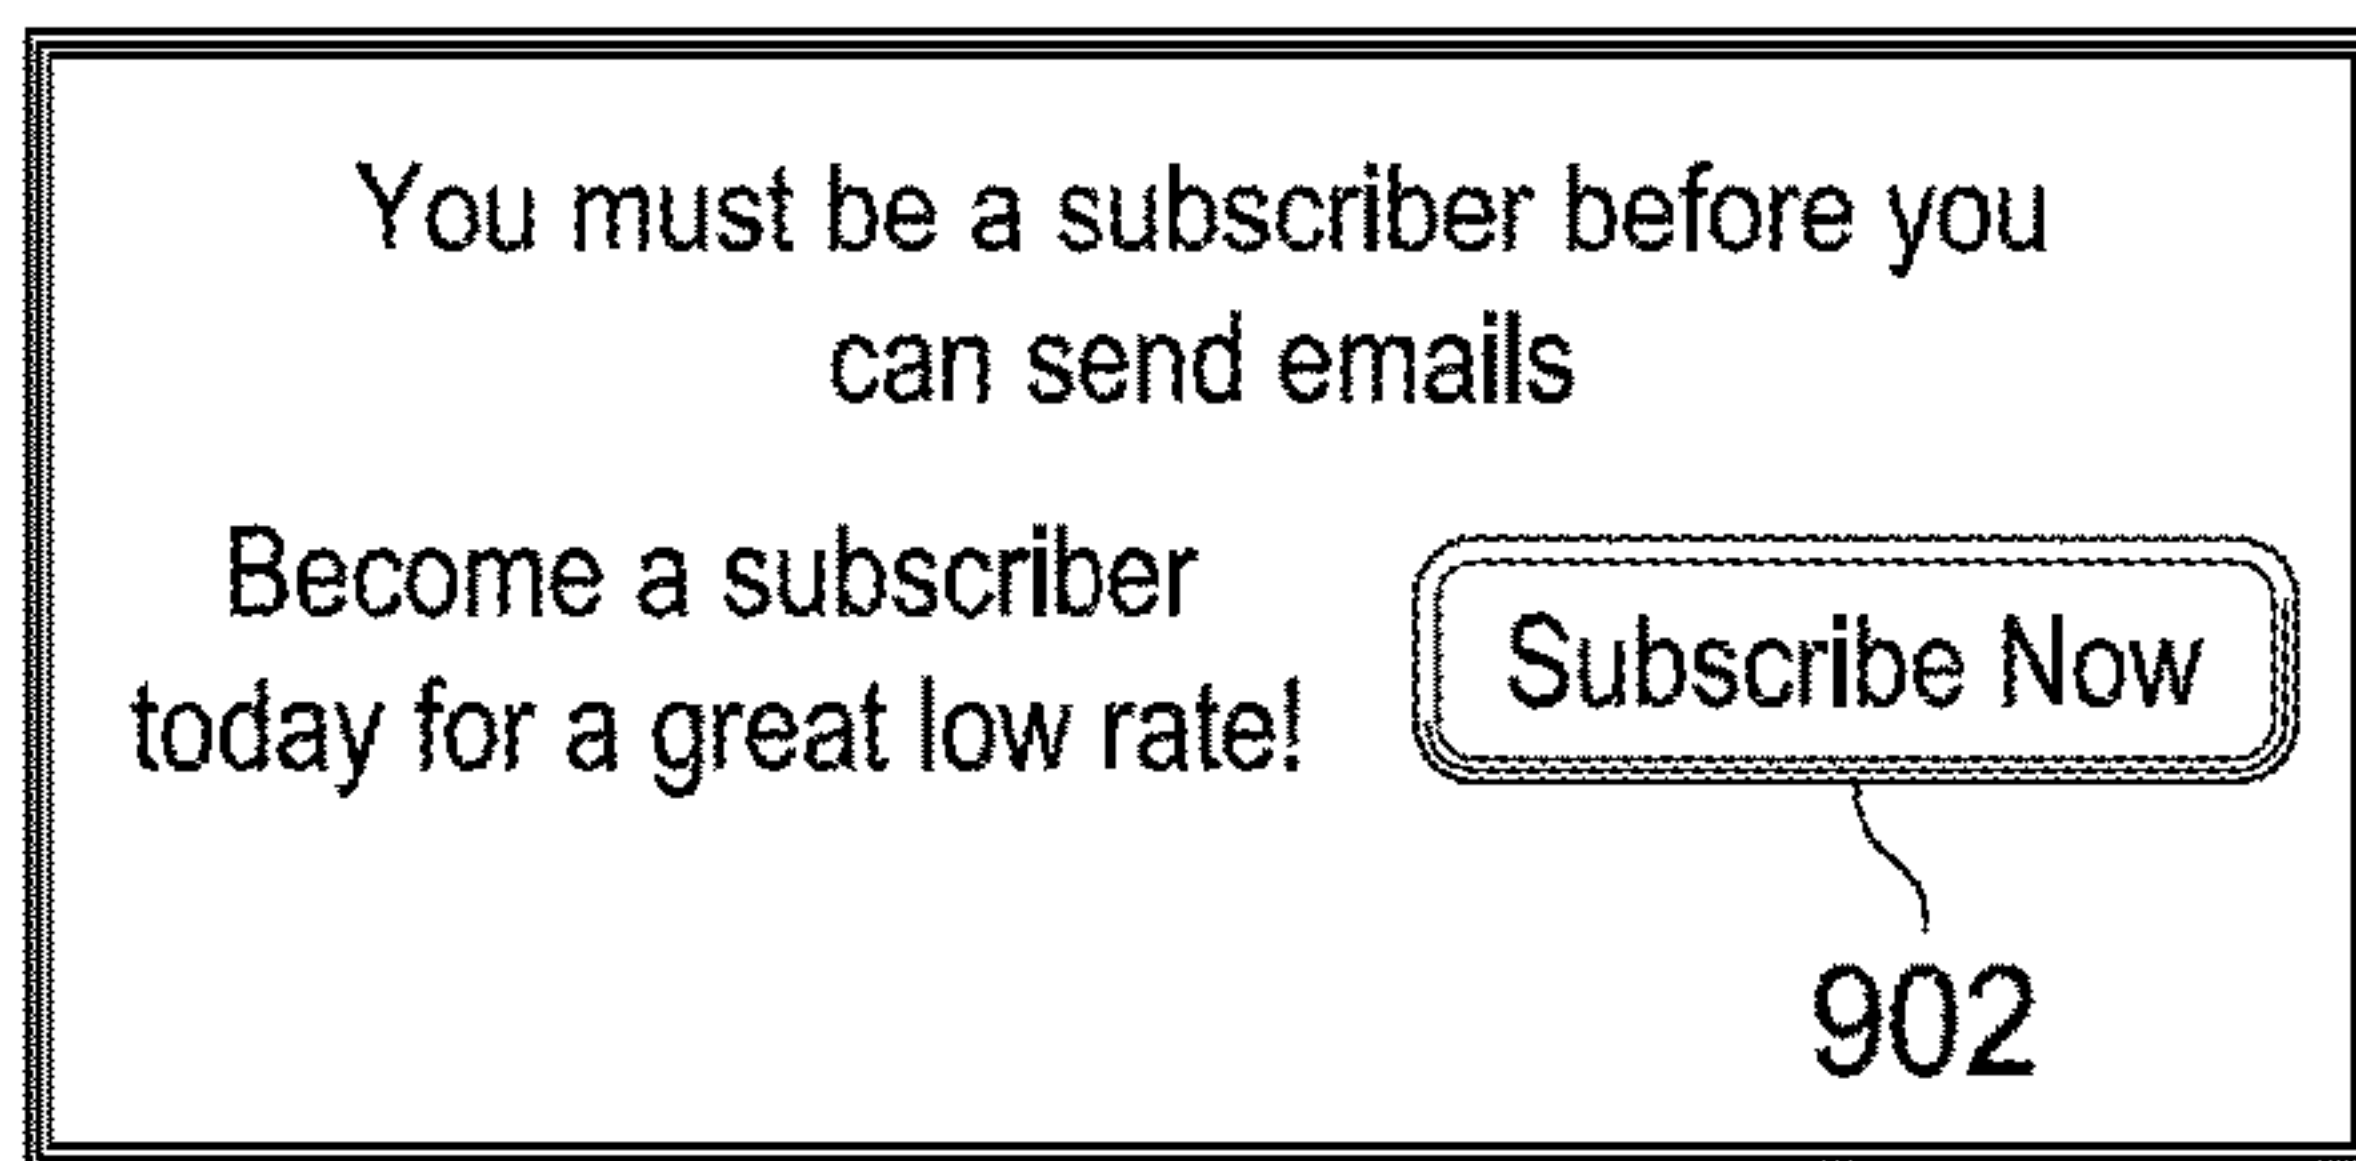 You must be a subscriber before you
can send emails
Become a subscriber
today for a great low rate!
Subscribe Now
902